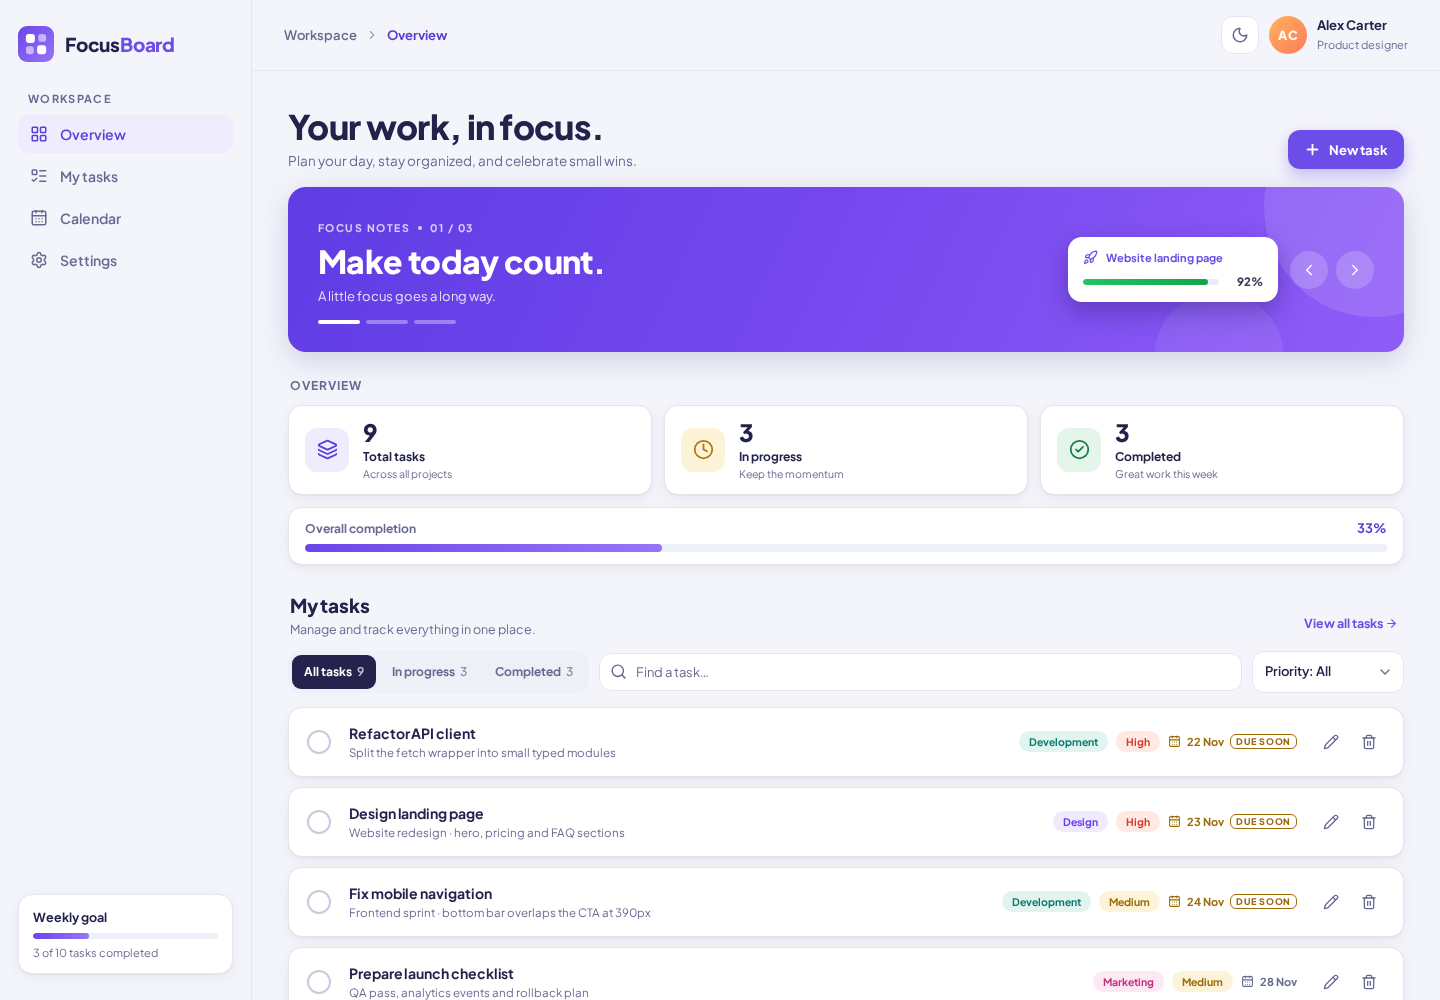 FocusBoard
WORKSPACE
Overview
My tasks
Calendar
Settings
Weekly goal
3 of 10 tasks completed
Workspace > Overview
AC
Alex Carter
Product designer
Your work, in focus.
Plan your day, stay organized, and celebrate small wins.
New task
FOCUS NOTES • 01 / 03
Make today count.
A little focus goes a long way.
Website landing page
92%
OVERVIEW
9
Total tasks
Across all projects
3
In progress
Keep the momentum
3
Completed
Great work this week
Overall completion 33%
My tasks
Manage and track everything in one place.
View all tasks →
All tasks 9 In progress 3 Completed 3
Find a task...
Priority: All
Refactor API client
Split the fetch wrapper into small typed modules
Development High 22 Nov DUE SOON
Design landing page
Website redesign · hero, pricing and FAQ sections
Design High 23 Nov DUE SOON
Fix mobile navigation
Frontend sprint · bottom bar overlaps the CTA at 390px
Development Medium 24 Nov DUE SOON
Prepare launch checklist
QA pass, analytics events and rollback plan
Marketing Medium 28 Nov